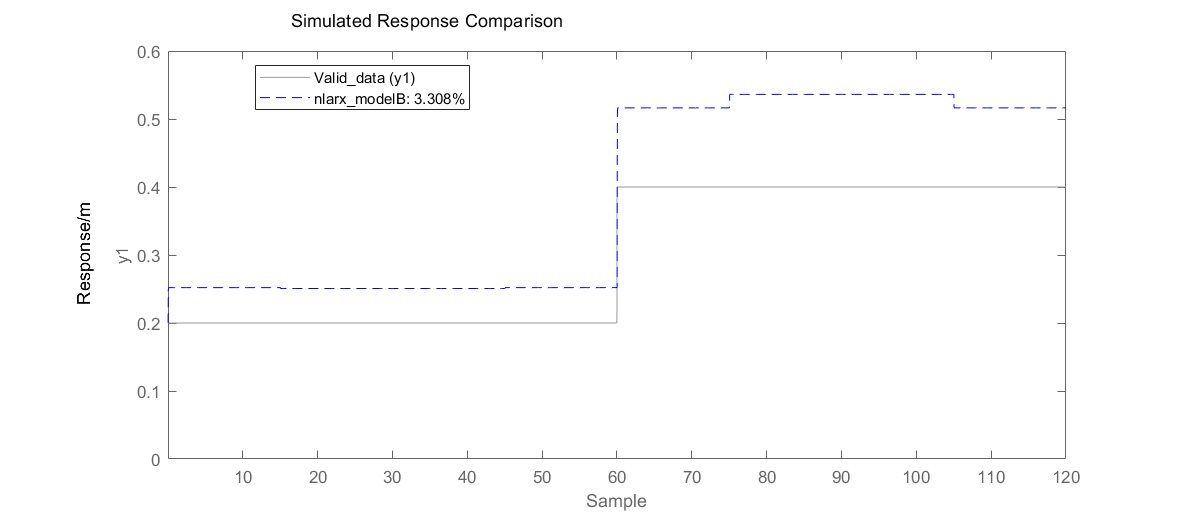 Simulated Response Comparison
Valid_data (y1)
nlarx_modelB: 3.308%
Response/m
y1
0.6
0.5
0.4
0.3
0.2
0.1
0
10 20 30 40 50 60 70 80 90 100 110 120
Sample